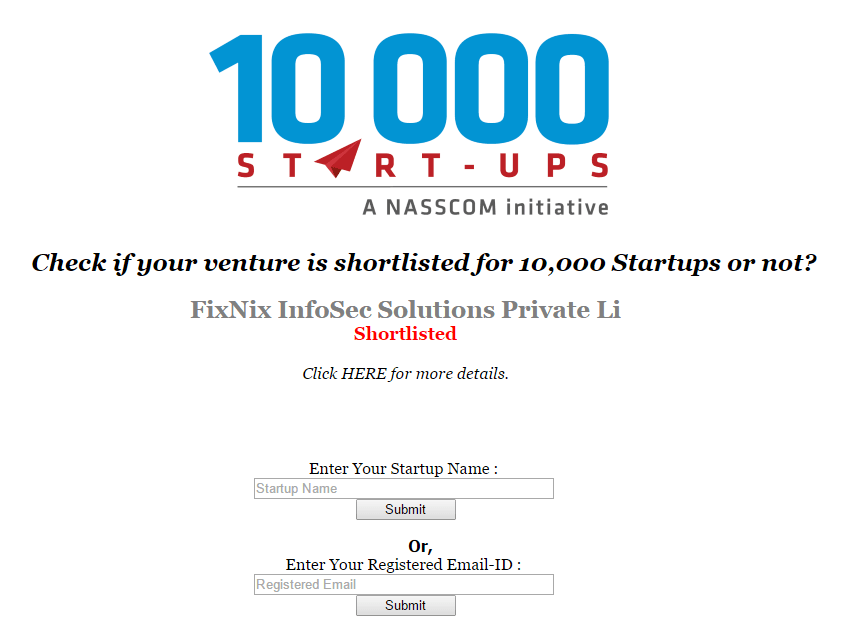 10 000
START-UPS
A NASSCOM initiative
Check if your venture is shortlisted for 10,000 Startups or not?
FixNix InfoSec Solutions Private Li
Shortlisted
Click HERE for more details.
Enter Your Startup Name :
Startup Name
Submit
Or,
Enter Your Registered Email-ID :
Registered Email
Submit